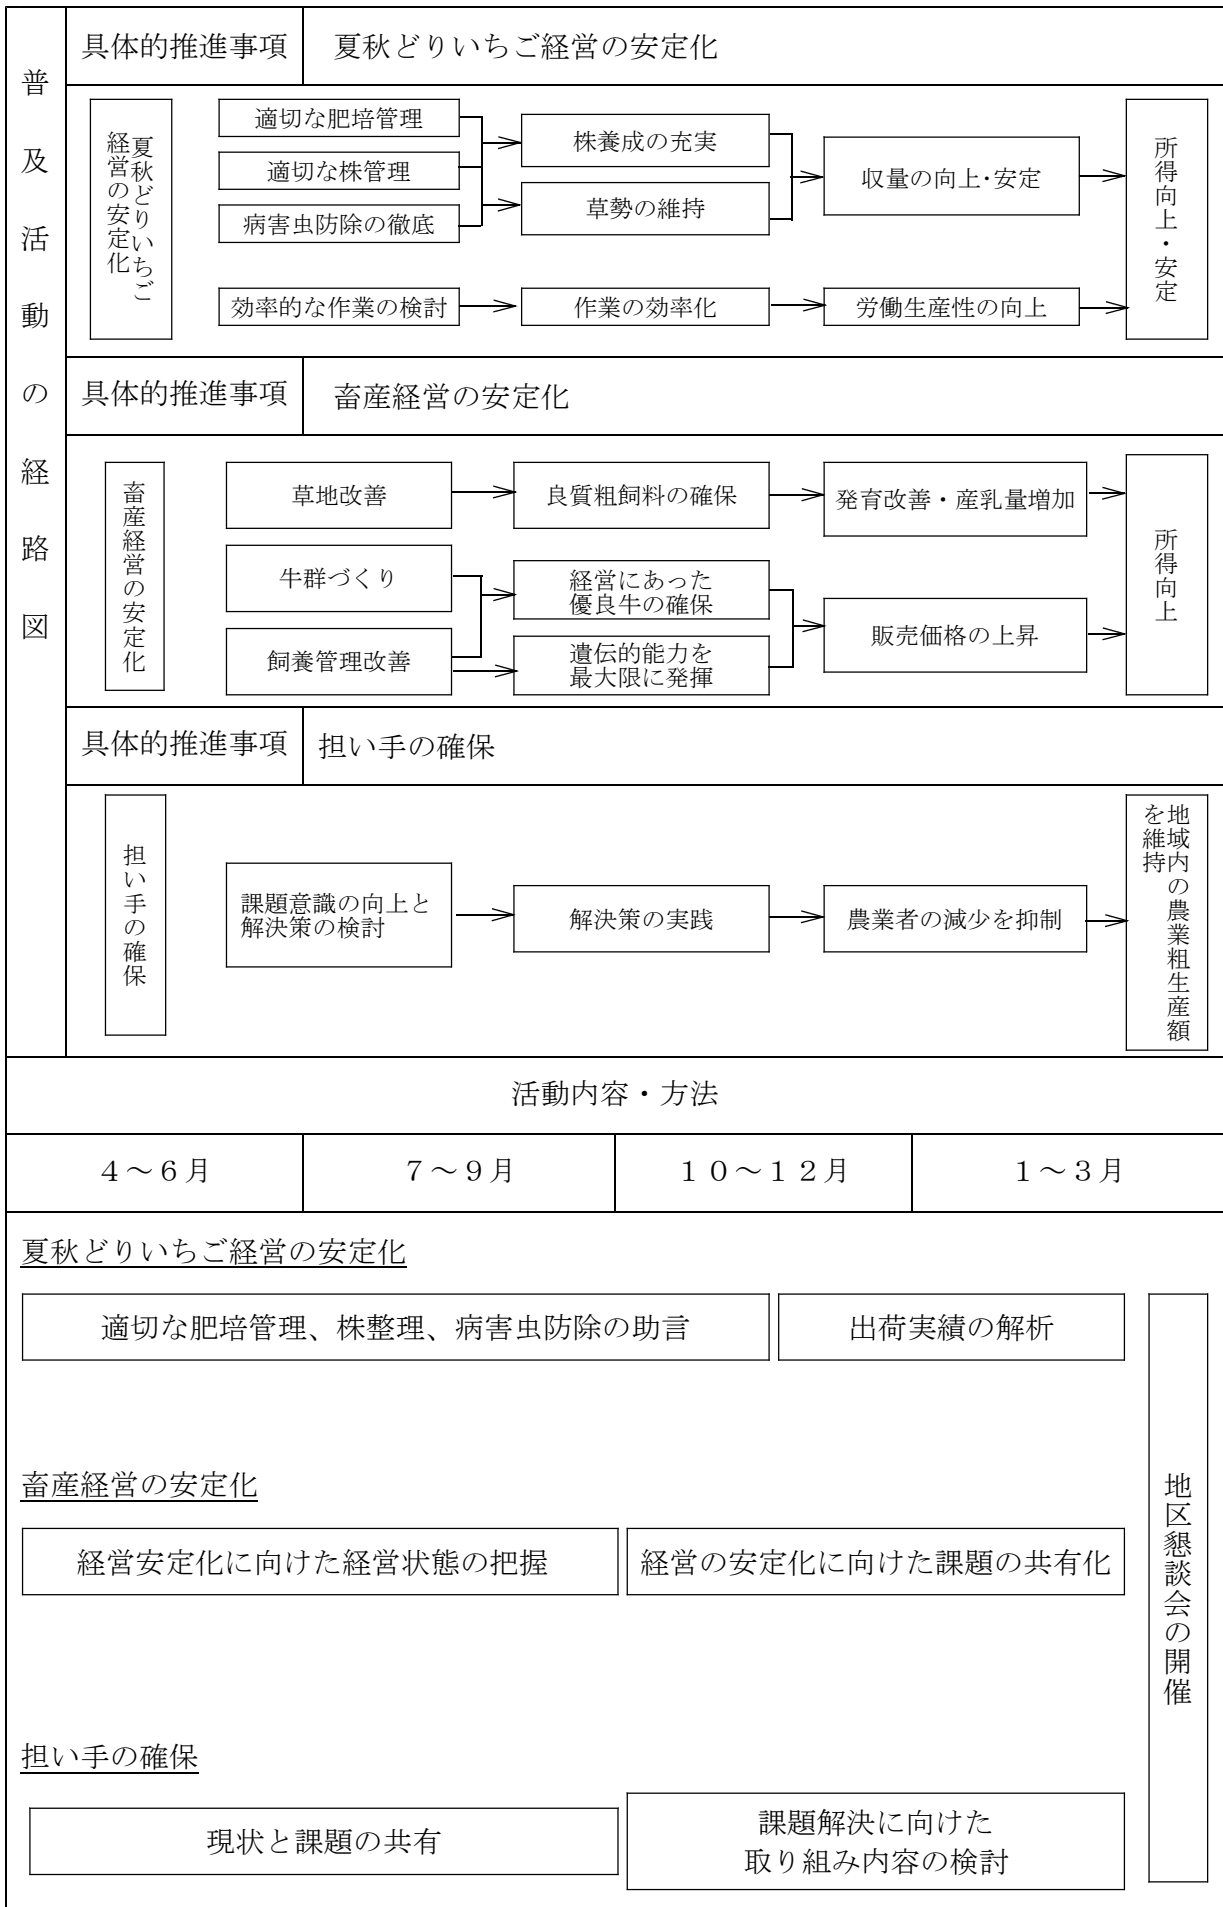 普及活動の経路図
具体的推進事項
夏秋どりいちご経営の安定化
夏秋どりいちご
経営の安定化
適切な肥培管理
適切な株管理
病害虫防除の徹底
株養成の充実
草勢の維持
収量の向上・安定
効率的な作業の検討
作業の効率化
労働生産性の向上
所得向上・安定
具体的推進事項
畜産経営の安定化
畜産経営の安定化
草地改善
良質粗飼料の確保
発育改善・産乳量増加
牛群づくり
飼養管理改善
経営にあった
優良牛の確保
遺伝的能力を
最大限に発揮
販売価格の上昇
所得向上
具体的推進事項
担い手の確保
担い手の確保
課題意識の向上と
解決策の検討
解決策の実践
農業者の減少を抑制
地域内の農業粗生産額
を維持
活動内容・方法
４～６月
７～９月
１０～１２月
１～３月
夏秋どりいちご経営の安定化
適切な肥培管理、株整理、病害虫防除の助言
出荷実績の解析
畜産経営の安定化
経営安定化に向けた経営状態の把握
経営の安定化に向けた課題の共有化
担い手の確保
現状と課題の共有
課題解決に向けた
取り組み内容の検討
地区懇談会の開催